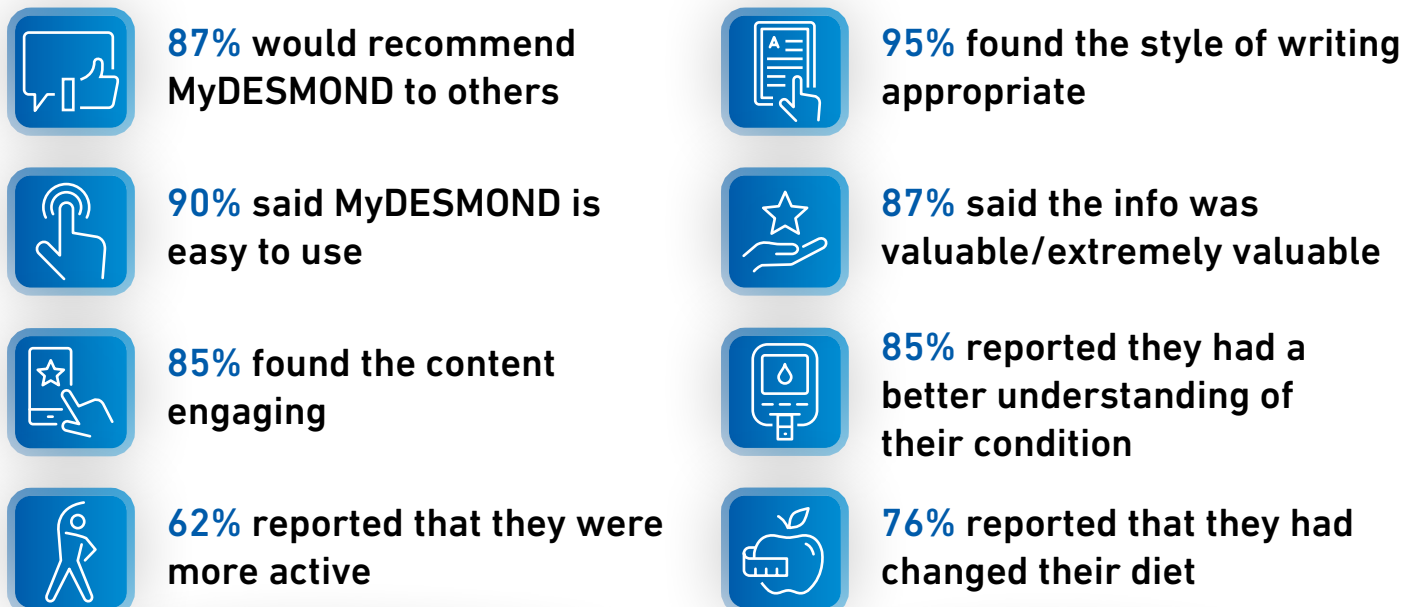 87% would recommend
MyDESMOND to others
95% found the style of writing
appropriate
90% said MyDESMOND is
easy to use
87% said the info was
valuable/extremely valuable
85% found the content
engaging
85% reported they had a
better understanding of
their condition
62% reported that they were
more active
76% reported that they had
changed their diet